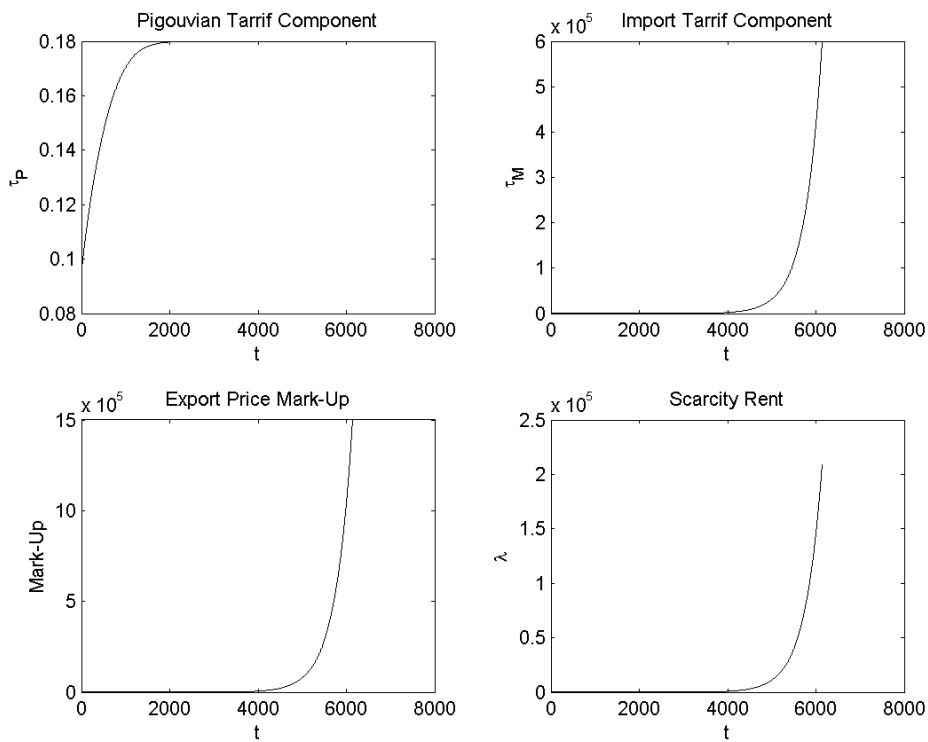 Pigouvian Tarrif Component
0.18
0.16
0.14
0.12
0.1
0.08
τP
0 2000 4000 6000 8000
t
Import Tarrif Component
x 10^5
6
5
4
3
2
1
0
τM
0 2000 4000 6000 8000
t
Export Price Mark-Up
x 10^5
15
10
5
0
Mark-Up
0 2000 4000 6000 8000
t
Scarcity Rent
x 10^5
2.5
2
1.5
1
0.5
0
λ
0 2000 4000 6000 8000
t